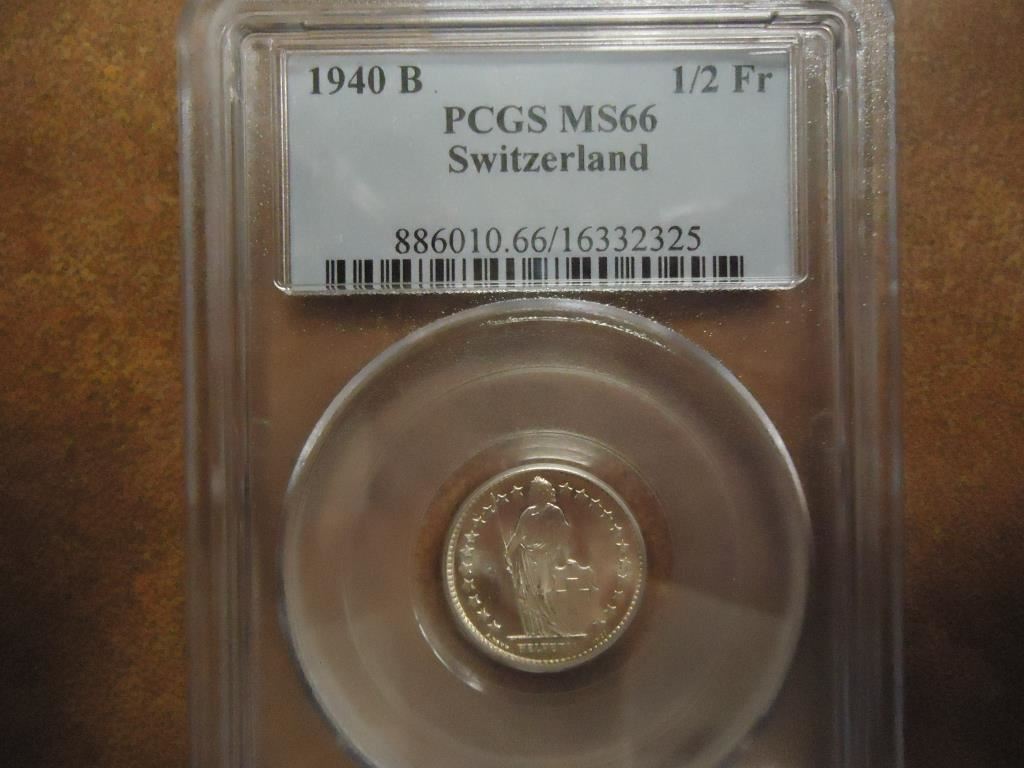 1940 B 1/2 Fr
PCGS MS66
Switzerland
886010.66/16332325